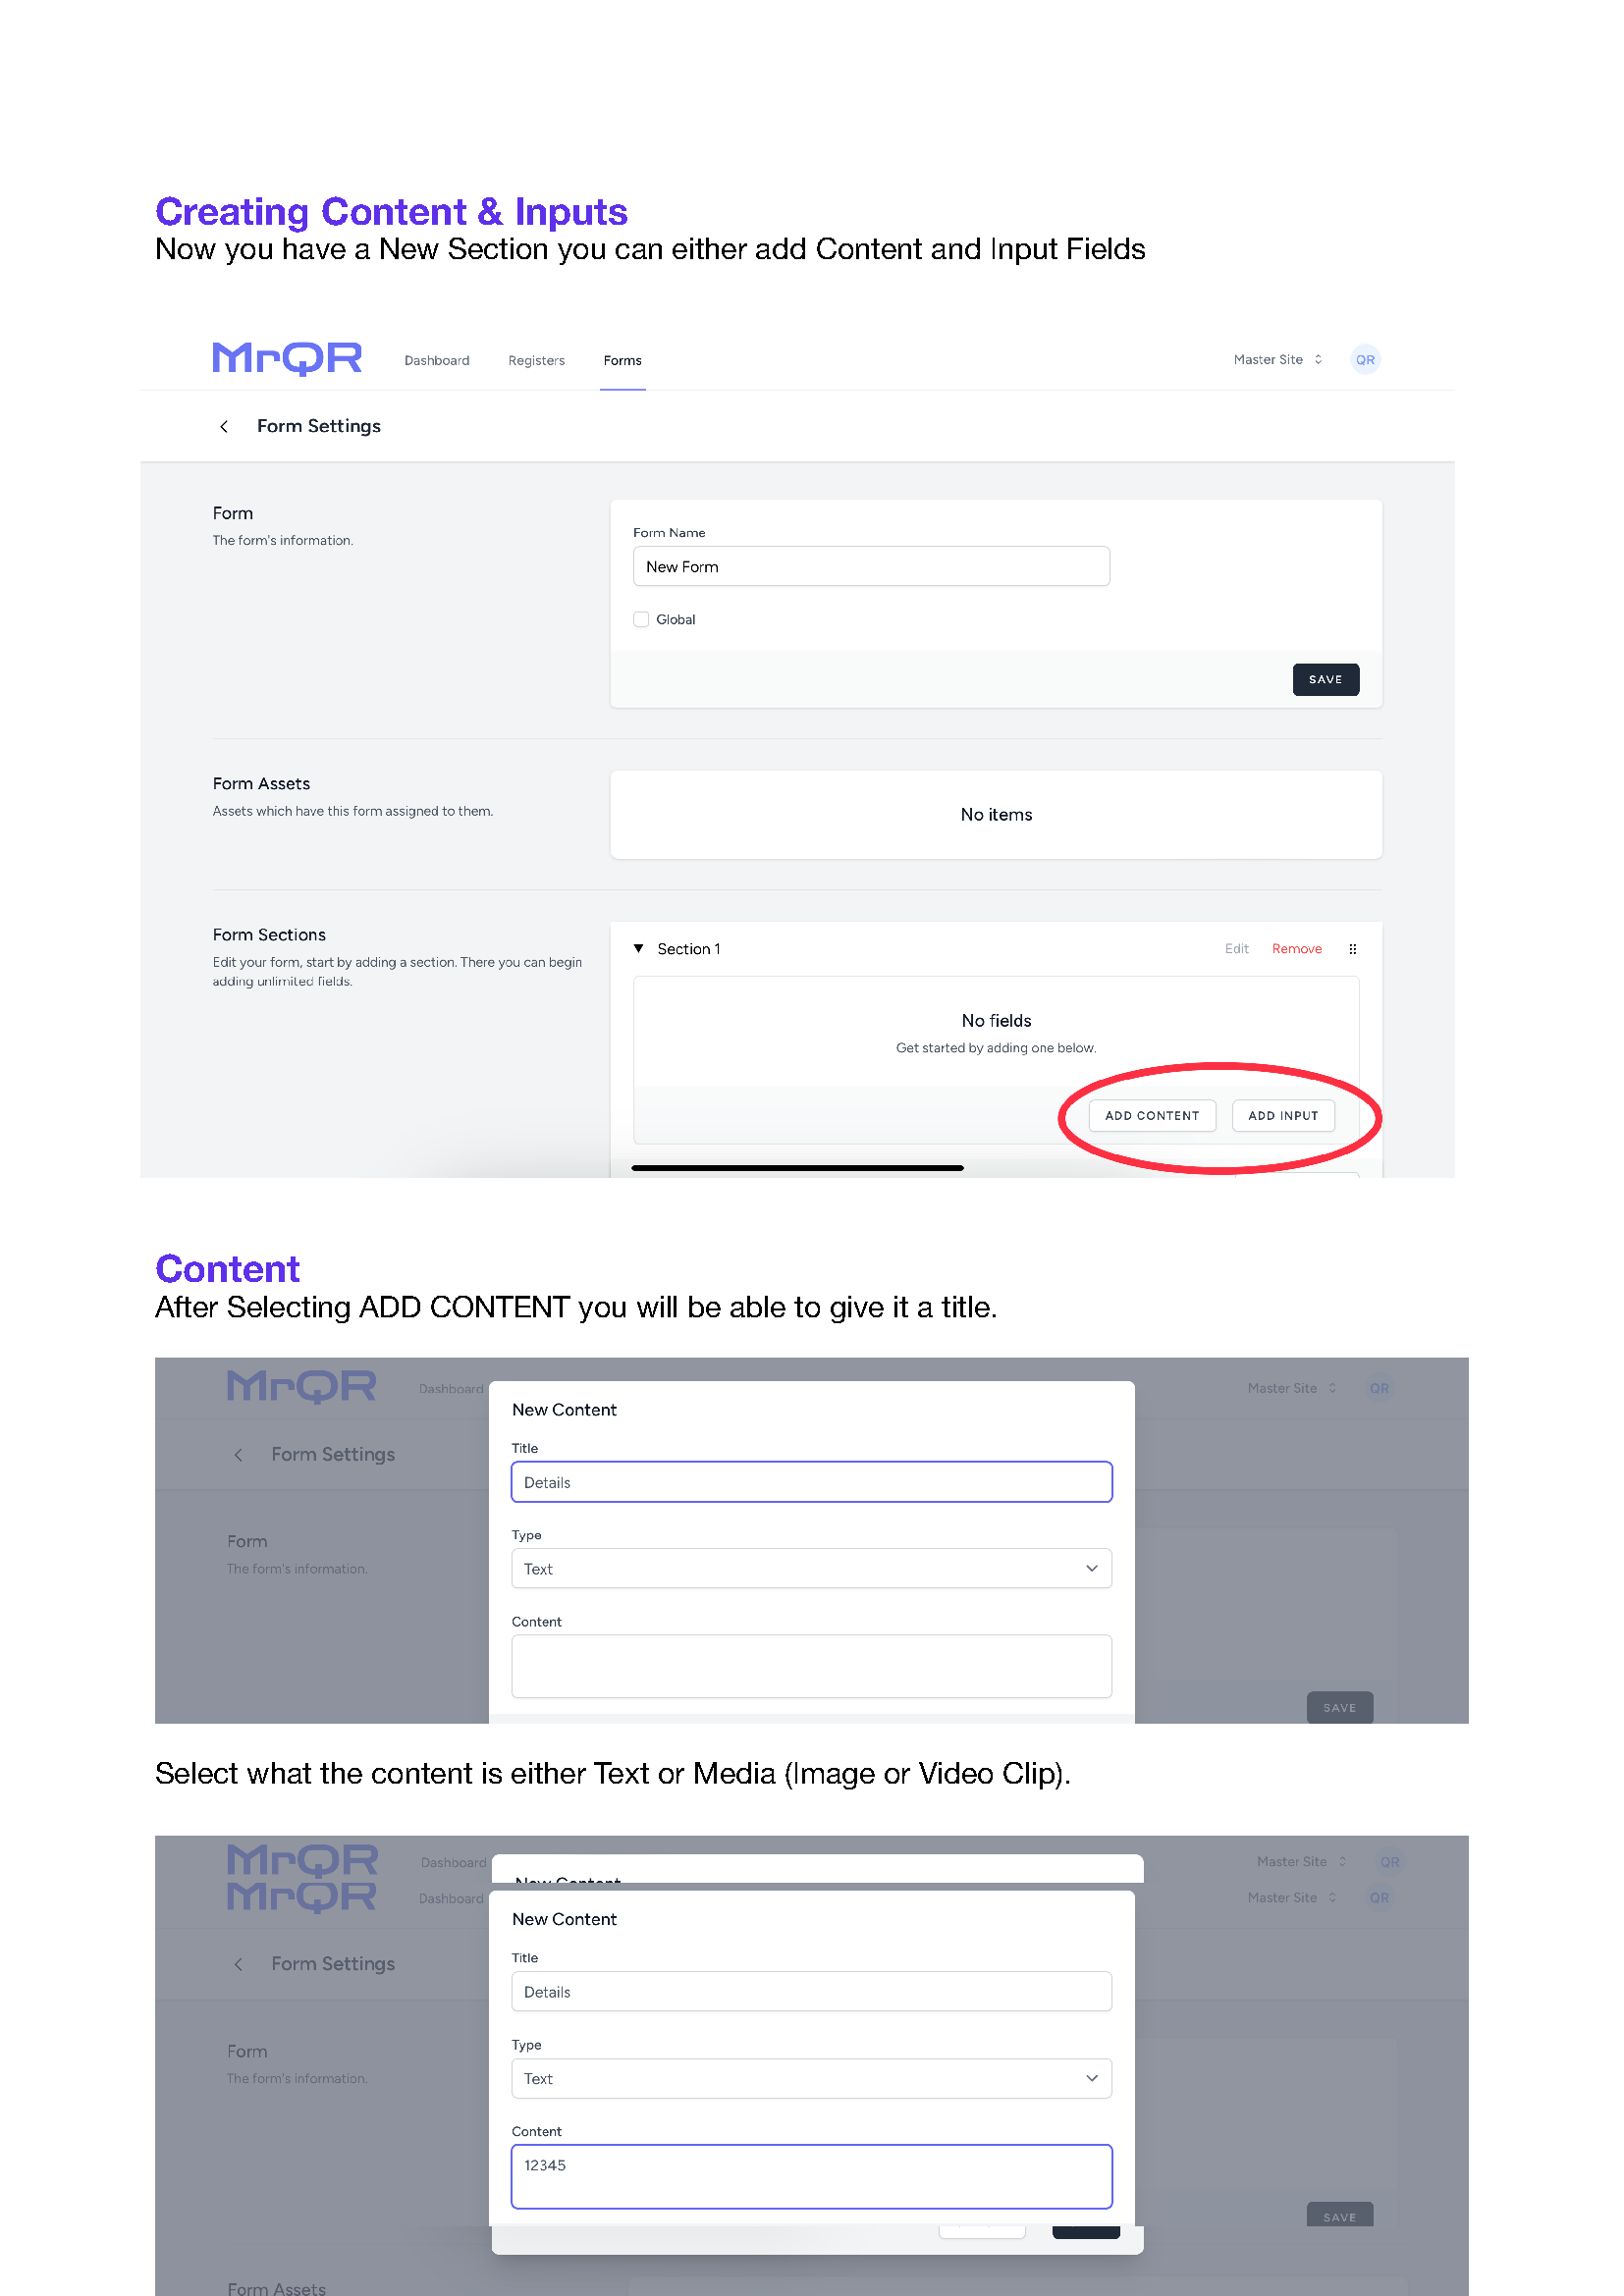 Creating Content & Inputs
Now you have a New Section you can either add Content and Input Fields
MrQR Dashboard Registers Forms Master Site QR
Form Settings
Form
The form's information.
Form Name
New Form
Global
SAVE
Form Assets
Assets which have this form assigned to them.
No items
Form Sections
Edit your form, start by adding a section. There you can begin
adding unlimited fields.
Section 1 Edit Remove
No fields
Get started by adding one below.
ADD CONTENT ADD INPUT
Content
After Selecting ADD CONTENT you will be able to give it a title.
MrQR Dashboard Master Site QR
Form Settings
Form
The form's information.
New Content
Title
Details
Type
Text
Content
SAVE
Select what the content is either Text or Media (Image or Video Clip).
MrQR Dashboard Master Site QR
New Content
MrQR Dashboard Master Site QR
Form Settings
Form
The form's information.
New Content
Title
Details
Type
Text
Content
12345
SAVE
Form Assets